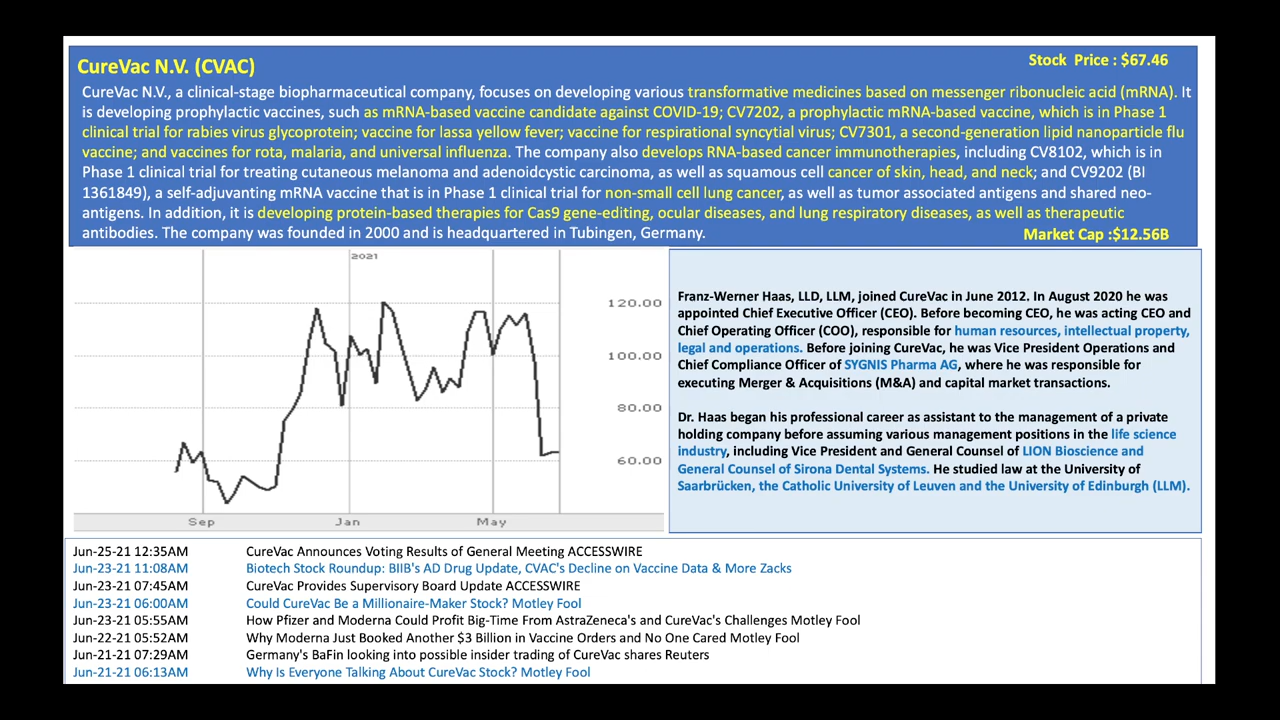 CureVac N.V. (CVAC)
Stock Price : $67.46
CureVac N.V., a clinical-stage biopharmaceutical company, focuses on developing various transformative medicines based on messenger ribonucleic acid (mRNA). It
is developing prophylactic vaccines, such as mRNA-based vaccine candidate against COVID-19; CV7202, a prophylactic mRNA-based vaccine, which is in Phase 1
clinical trial for rabies virus glycoprotein; vaccine for lassa yellow fever; vaccine for respirational syncytial virus; CV7301, a second-generation lipid nanoparticle flu
vaccine; and vaccines for rota, malaria, and universal influenza. The company also develops RNA-based cancer immunotherapies, including CV8102, which is in
Phase 1 clinical trial for treating cutaneous melanoma and adenoidcystic carcinoma, as well as squamous cell cancer of skin, head, and neck; and CV9202 (BI
1361849), a self-adjuvanting mRNA vaccine that is in Phase 1 clinical trial for non-small cell lung cancer, as well as tumor associated antigens and shared neo-
antigens. In addition, it is developing protein-based therapies for Cas9 gene-editing, ocular diseases, and lung respiratory diseases, as well as therapeutic
antibodies. The company was founded in 2000 and is headquartered in Tubingen, Germany.
Market Cap :$12.56B
2021
120.00
100.00
80.00
60.00
Sep
Jan
May
Franz-Werner Haas, LLD, LLM, joined CureVac in June 2012. In August 2020 he was
appointed Chief Executive Officer (CEO). Before becoming CEO, he was acting CEO and
Chief Operating Officer (COO), responsible for human resources, intellectual property,
legal and operations. Before joining CureVac, he was Vice President Operations and
Chief Compliance Officer of SYGNIS Pharma AG, where he was responsible for
executing Merger & Acquisitions (M&A) and capital market transactions.
Dr. Haas began his professional career as assistant to the management of a private
holding company before assuming various management positions in the life science
industry, including Vice President and General Counsel of LION Bioscience and
General Counsel of Sirona Dental Systems. He studied law at the University of
Saarbrücken, the Catholic University of Leuven and the University of Edinburgh (LLM).
Jun-25-21 12:35AM CureVac Announces Voting Results of General Meeting ACCESSWIRE
Jun-23-21 11:08AM Biotech Stock Roundup: BIIB's AD Drug Update, CVAC's Decline on Vaccine Data & More Zacks
Jun-23-21 07:45AM CureVac Provides Supervisory Board Update ACCESSWIRE
Jun-23-21 06:00AM Could CureVac Be a Millionaire-Maker Stock? Motley Fool
Jun-23-21 05:55AM How Pfizer and Moderna Could Profit Big-Time From AstraZeneca's and CureVac's Challenges Motley Fool
Jun-22-21 05:52AM Why Moderna Just Booked Another $3 Billion in Vaccine Orders and No One Cared Motley Fool
Jun-21-21 07:29AM Germany's BaFin looking into possible insider trading of CureVac shares Reuters
Jun-21-21 06:13AM Why Is Everyone Talking About CureVac Stock? Motley Fool